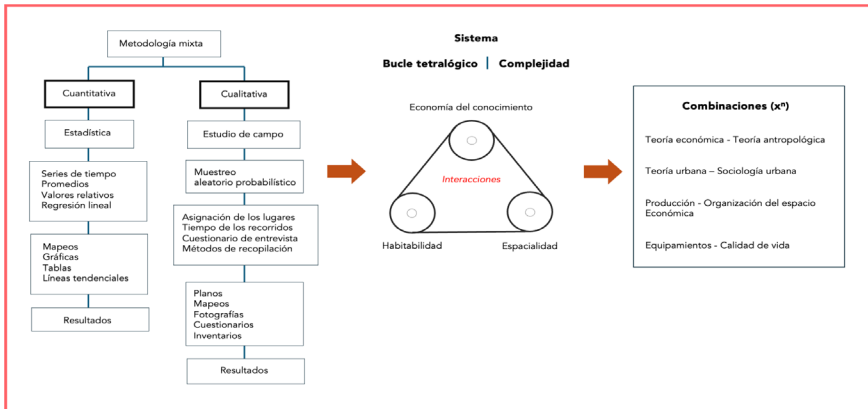 Metodología mixta
Cuantitativa
Estadística
Series de tiempo
Promedios
Valores relativos
Regresión lineal
Mapeos
Gráficas
Tablas
Líneas tendenciales
Resultados
Cualitativa
Estudio de campo
Muestreo
aleatorio probabilístico
Asignación de los lugares
Tiempo de los recorridos
Cuestionario de entrevista
Métodos de recopilación
Planos
Mapeos
Fotografías
Cuestionarios
Inventarios
Resultados
Sistema
Bucle tetralógico | Complejidad
Economía del conocimiento
Interacciones
Habitabilidad
Espacialidad
Combinaciones (xⁿ)
Teoría económica - Teoría antropológica
Teoría urbana – Sociología urbana
Producción - Organización del espacio
Económica
Equipamientos - Calidad de vida